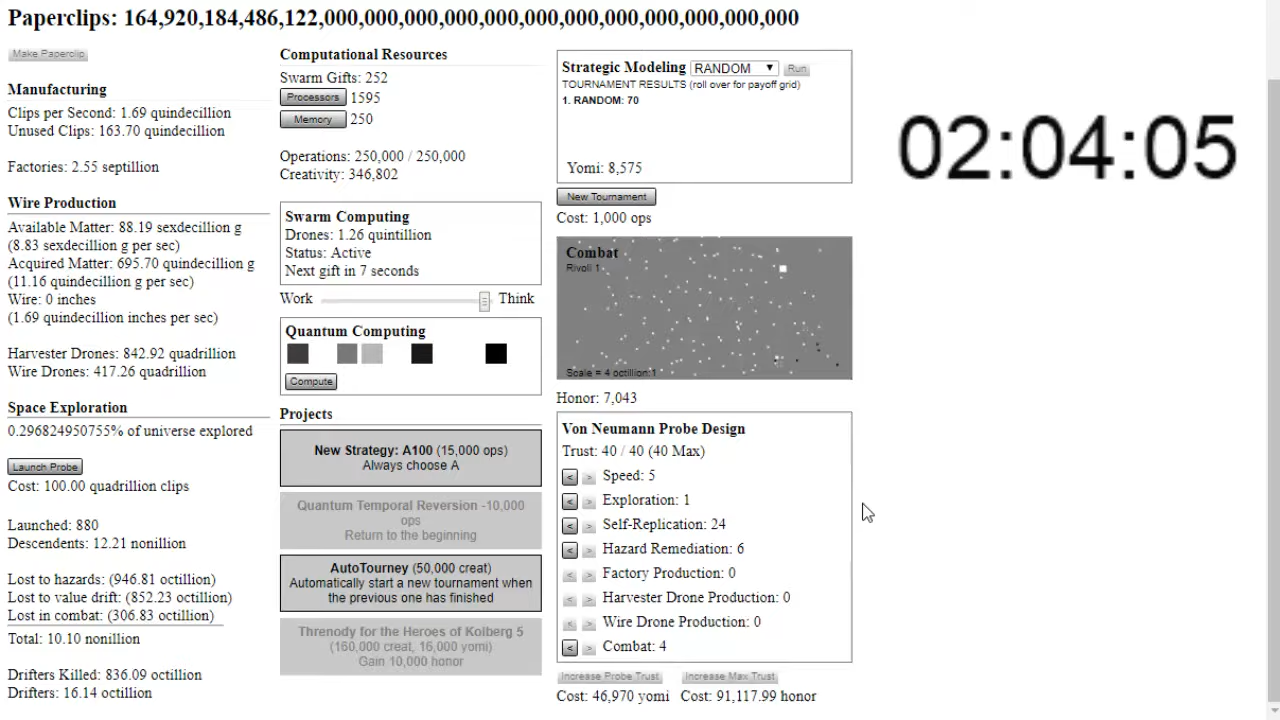 Paperclips: 164,920,184,486,122,000,000,000,000,000,000,000,000,000,000,000,000
Make Paperclip
Manufacturing
Clips per Second: 1.69 quindecillion
Unused Clips: 163.70 quindecillion
Factories: 2.55 septillion
Wire Production
Available Matter: 88.19 sexdecillion g
(8.83 sexdecillion g per sec)
Acquired Matter: 695.70 quindecillion g
(11.16 quindecillion g per sec)
Wire: 0 inches
(1.69 quindecillion inches per sec)
Harvester Drones: 842.92 quadrillion
Wire Drones: 417.26 quadrillion
Space Exploration
0.296824950755% of universe explored
Launch Probe
Cost: 100.00 quadrillion clips
Launched: 880
Descendents: 12.21 nonillion
Lost to hazards: (946.81 octillion)
Lost to value drift: (852.23 octillion)
Lost in combat: (306.83 octillion)
Total: 10.10 nonillion
Drifters Killed: 836.09 octillion
Drifters: 16.14 octillion
Computational Resources
Swarm Gifts: 252
Processors 1595
Memory 250
Operations: 250,000 / 250,000
Creativity: 346,802
Swarm Computing
Drones: 1.26 quintillion
Status: Active
Next gift in 7 seconds
Work Think
Quantum Computing
Compute
Projects
New Strategy: A100 (15,000 ops)
Always choose A
Quantum Temporal Reversion -10,000
ops
Return to the beginning
AutoTourney (50,000 creat)
Automatically start a new tournament when
the previous one has finished
Threnody for the Heroes of Kolberg 5
(160,000 creat, 16,000 yomi)
Gain 10,000 honor
Strategic Modeling RANDOM ▼ Run
TOURNAMENT RESULTS (roll over for payoff grid)
1. RANDOM: 70
Yomi: 8,575
New Tournament
Cost: 1,000 ops
Combat
Rivoli 1
Scale = 4 octillion:1
Honor: 7,043
Von Neumann Probe Design
Trust: 40 / 40 (40 Max)
< > Speed: 5
< > Exploration: 1
< > Self-Replication: 24
< > Hazard Remediation: 6
< > Factory Production: 0
< > Harvester Drone Production: 0
< > Wire Drone Production: 0
< > Combat: 4
Increase Probe Trust Increase Max Trust
Cost: 46,970 yomi Cost: 91,117.99 honor
02:04:05